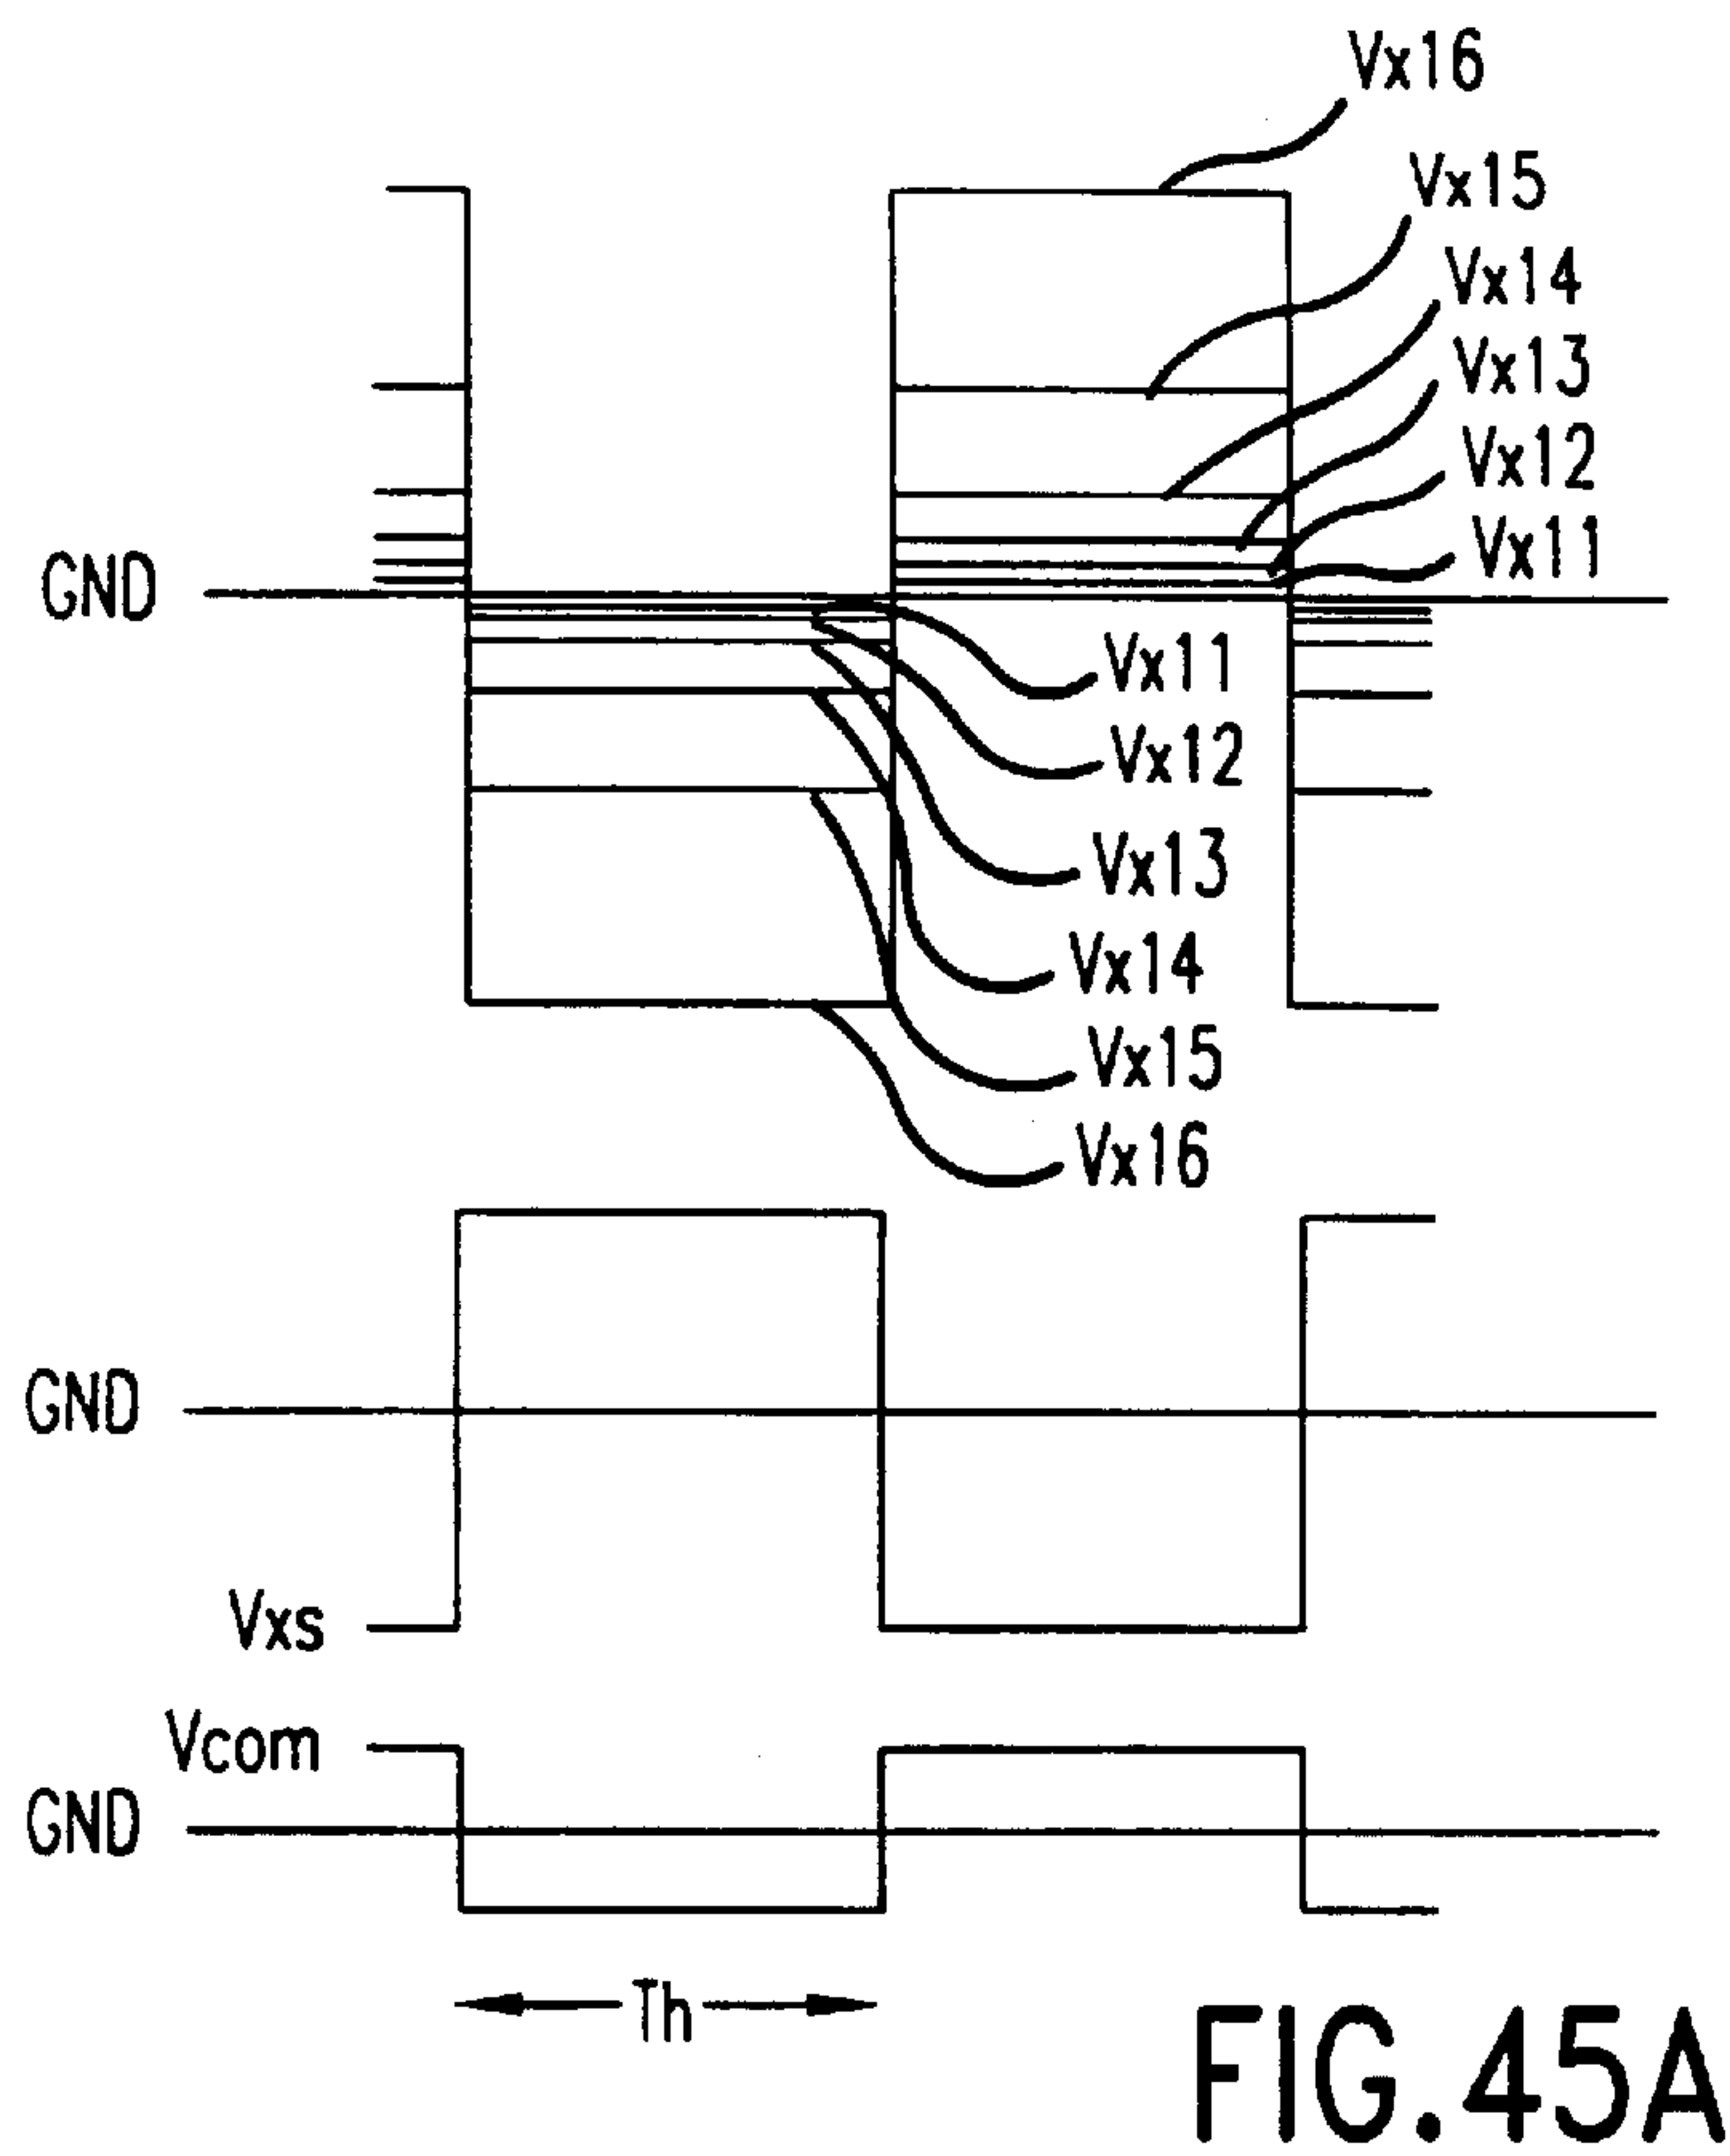 Vx16
Vx15
Vx14
Vx13
Vx12
Vx11
GND
Vx11
Vx12
Vx13
Vx14
Vx15
Vx16
GND
Vxs
Vcom
GND
Th
FIG.45A